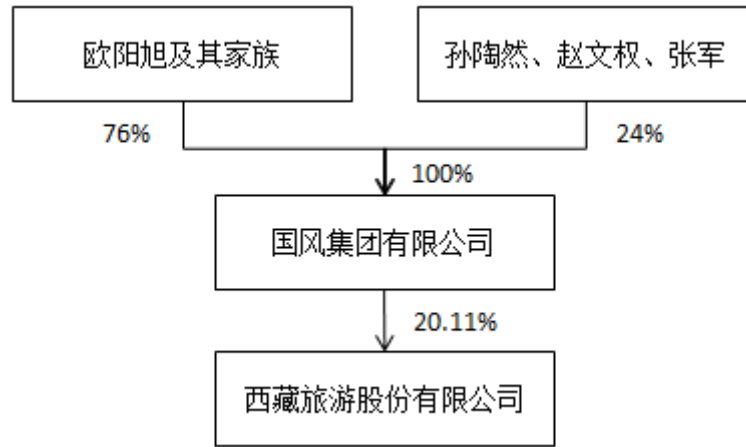 欧阳旭及其家族
孙陶然、赵文权、张军
76%
24%
100%
国风集团有限公司
20.11%
西藏旅游股份有限公司